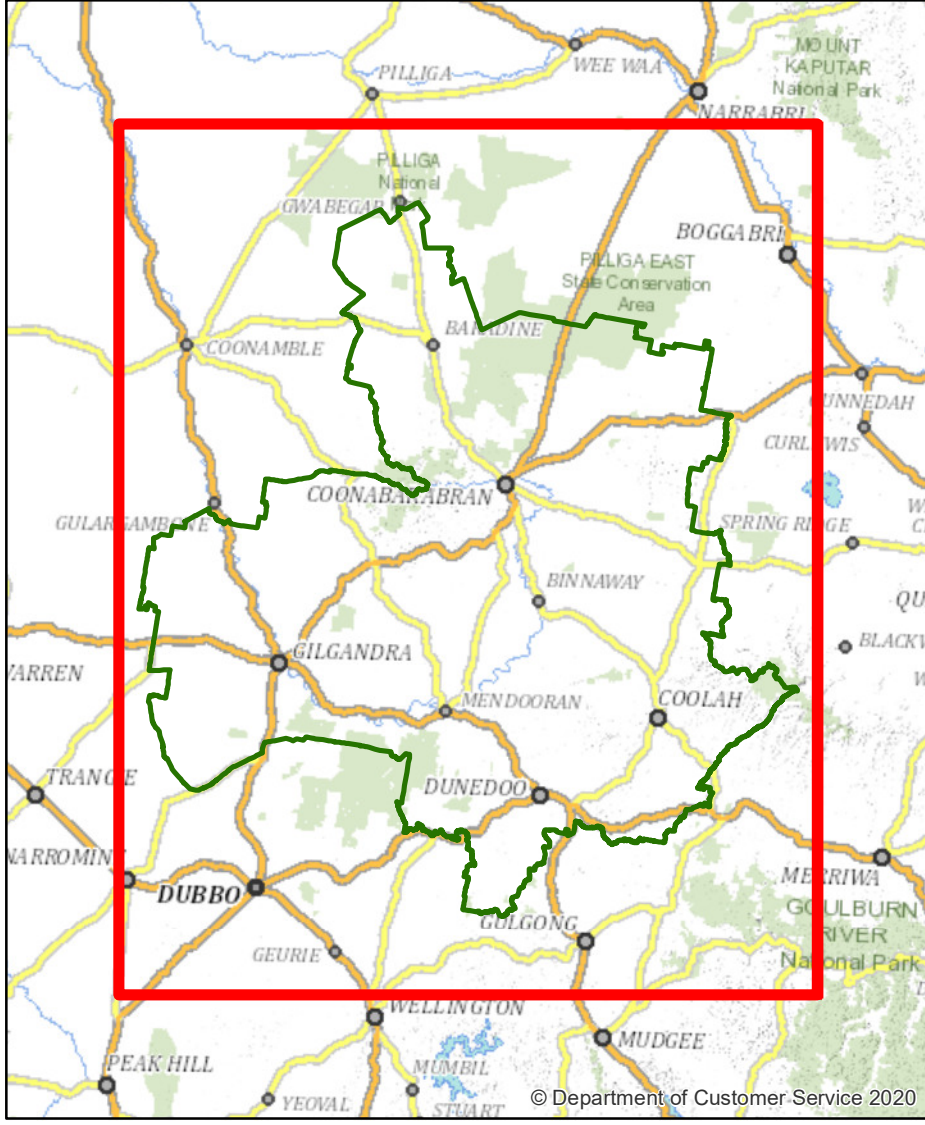 MOUNT
KAPUTAR
National Park
WEE WAA
PILLIGA
NARRABRI
PILLIGA
National
GWABEGAR
BOGGABRI
PILLIGA EAST
State Conservation
Area
BARADINE
COONAMBLE
GUNNEDAH
CURLEWIS
COONABARABRAN
GULARGAMBONE
SPRING RIDGE
W
C
BINNAWAY
QU
GILGANDRA
BLACKV
WARREN
W
MENDOORAN
COOLAH
TRANGIE
DUNEDOO
NARROMINE
MERRIWA
DUBBO
GOULBURN
RIVER
National Park
GULGONG
GEURIE
WELLINGTON
MUDGEE
PEAK HILL
MUMBIL
YEOVAL
STUART
© Department of Customer Service 2020